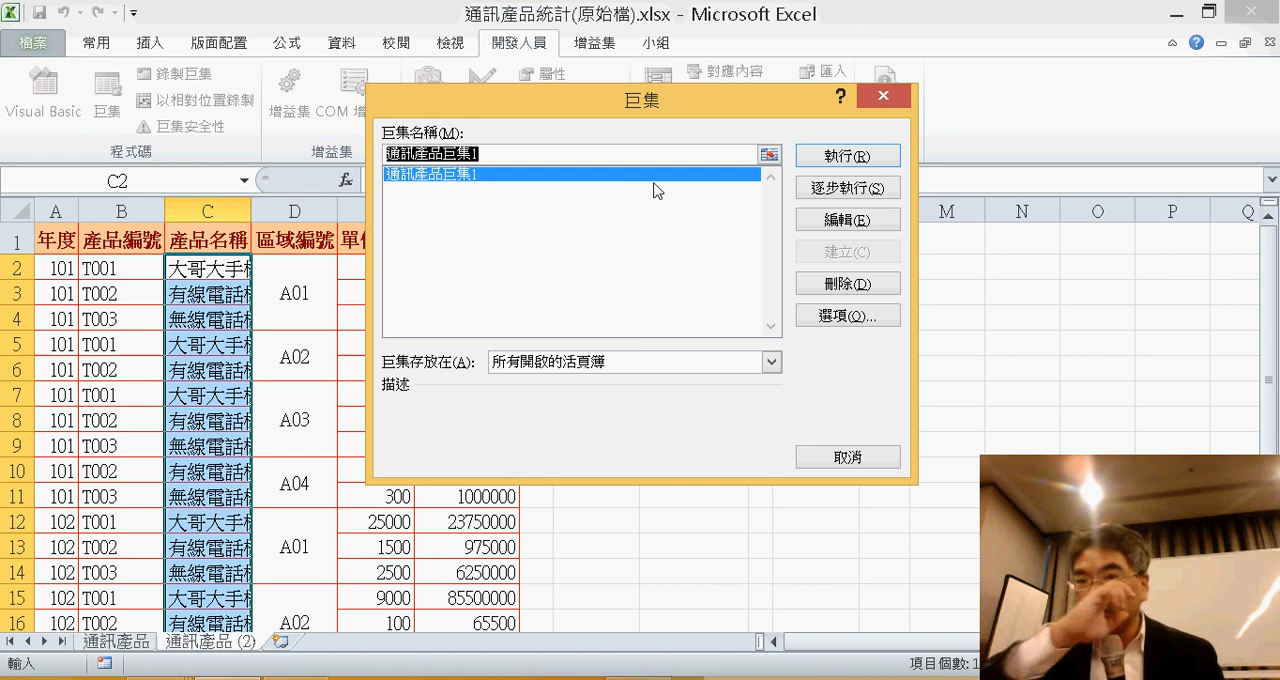 通訊產品統計(原始檔).xlsx - Microsoft Excel
檔案 常用 插入 版面配置 公式 資料 校閱 檢視 開發人員 增益集 小組
錄製巨集 屬性 對應內容 匯入
Visual Basic 巨集 以相對位置錄製 增益集 COM 增
巨集安全性
程式碼 增益集
巨集
巨集名稱(M):
通訊產品巨集1
通訊產品巨集1
執行(R)
逐步執行(S)
編輯(E)
建立(C)
刪除(D)
選項(O)...
巨集存放在(A): 所有開啟的活頁簿
描述
取消
C2 fx
A B C D M N O P Q
1 年度 產品編號 產品名稱 區域編號 單
2 101 T001 大哥大手
3 101 T002 有線電話 A01
4 101 T003 無線電話
5 101 T001 大哥大手 A02
6 101 T002 有線電話
7 101 T001 大哥大手
8 101 T002 有線電話 A03
9 101 T003 無線電話
10 101 T002 有線電話 A04
11 101 T003 無線電話 300 1000000
12 102 T001 大哥大手 25000 23750000
13 102 T002 有線電話 A01 1500 975000
14 102 T003 無線電話 2500 6250000
15 102 T001 大哥大手 9000 85500000
16 102 T002 有線電話 A02 100 65500
通訊產品 通訊產品 (2)
輸入 項目個數: 1